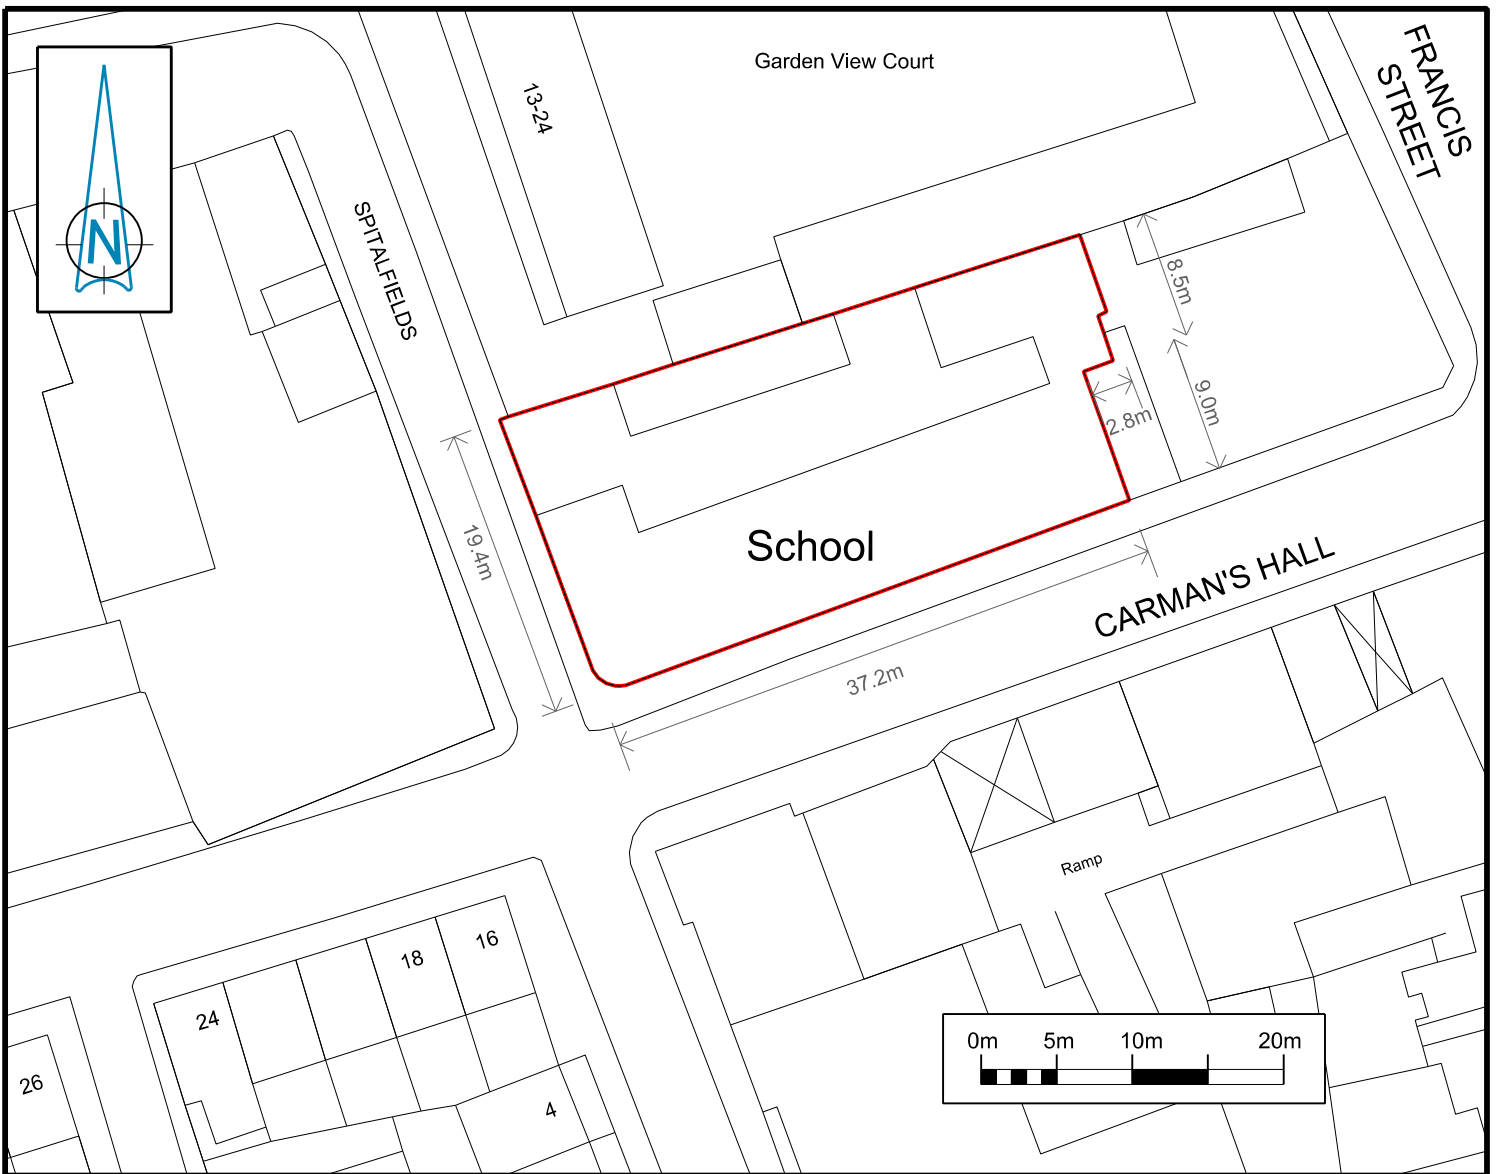 Garden View Court
FRANCIS
STREET
13-24
SPITALFIELDS
N
8.5m
9.0m
2.8m
19.4m
School
37.2m
CARMAN'S HALL
Ramp
16
18
24
26
4
0m 5m 10m 20m